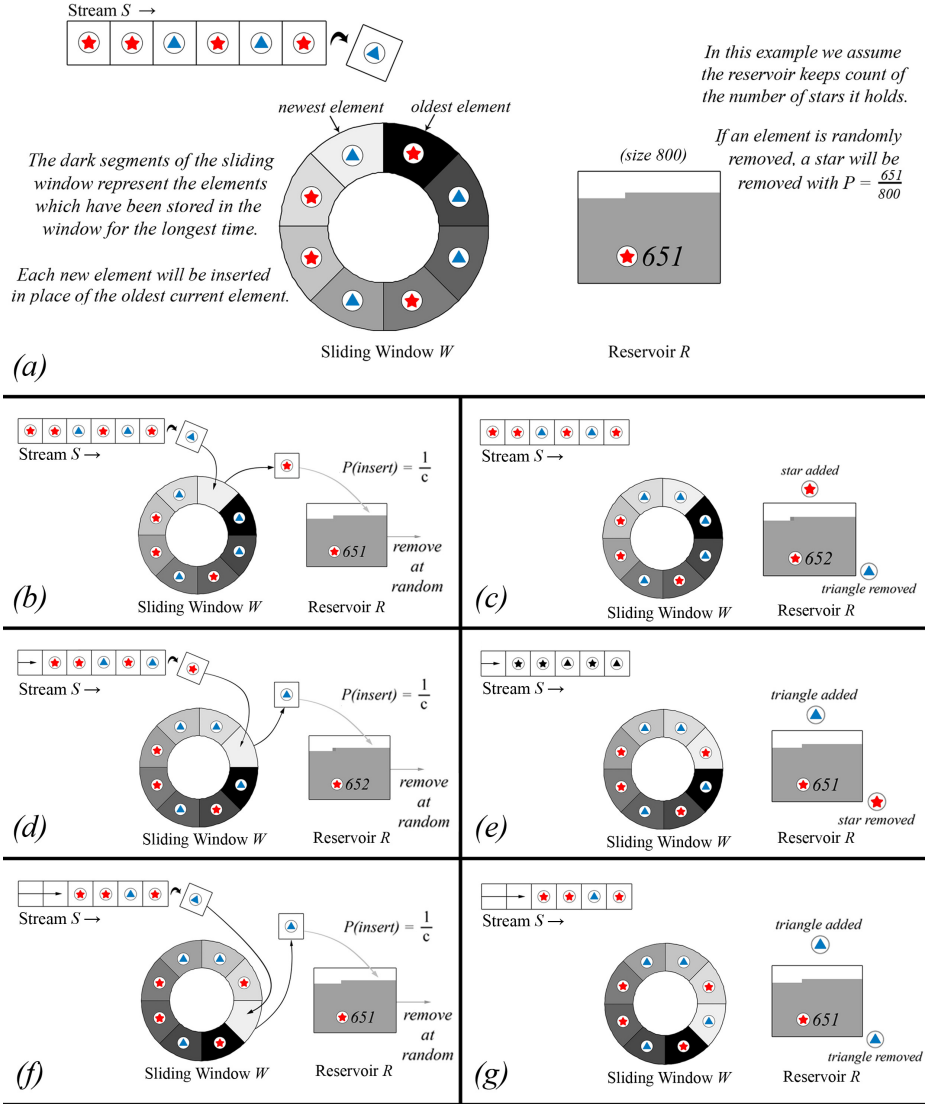 Stream S →
newest element
oldest element
In this example we assume
the reservoir keeps count of
the number of stars it holds.
If an element is randomly
removed, a star will be
removed with P = 651/800
The dark segments of the sliding
window represent the elements
which have been stored in the
window for the longest time.
Each new element will be inserted
in place of the oldest current element.
(size 800)
651
Sliding Window W
Reservoir R
(a)
Stream S →
P(insert) = 1/c
651
remove
at
random
Sliding Window W
Reservoir R
(b)
Stream S →
star added
652
triangle removed
Sliding Window W
Reservoir R
(c)
Stream S →
P(insert) = 1/c
652
remove
at
random
Sliding Window W
Reservoir R
(d)
Stream S →
triangle added
651
star removed
Sliding Window W
Reservoir R
(e)
Stream S →
P(insert) = 1/c
651
remove
at
random
Sliding Window W
Reservoir R
(f)
Stream S →
triangle added
651
triangle removed
Sliding Window W
Reservoir R
(g)